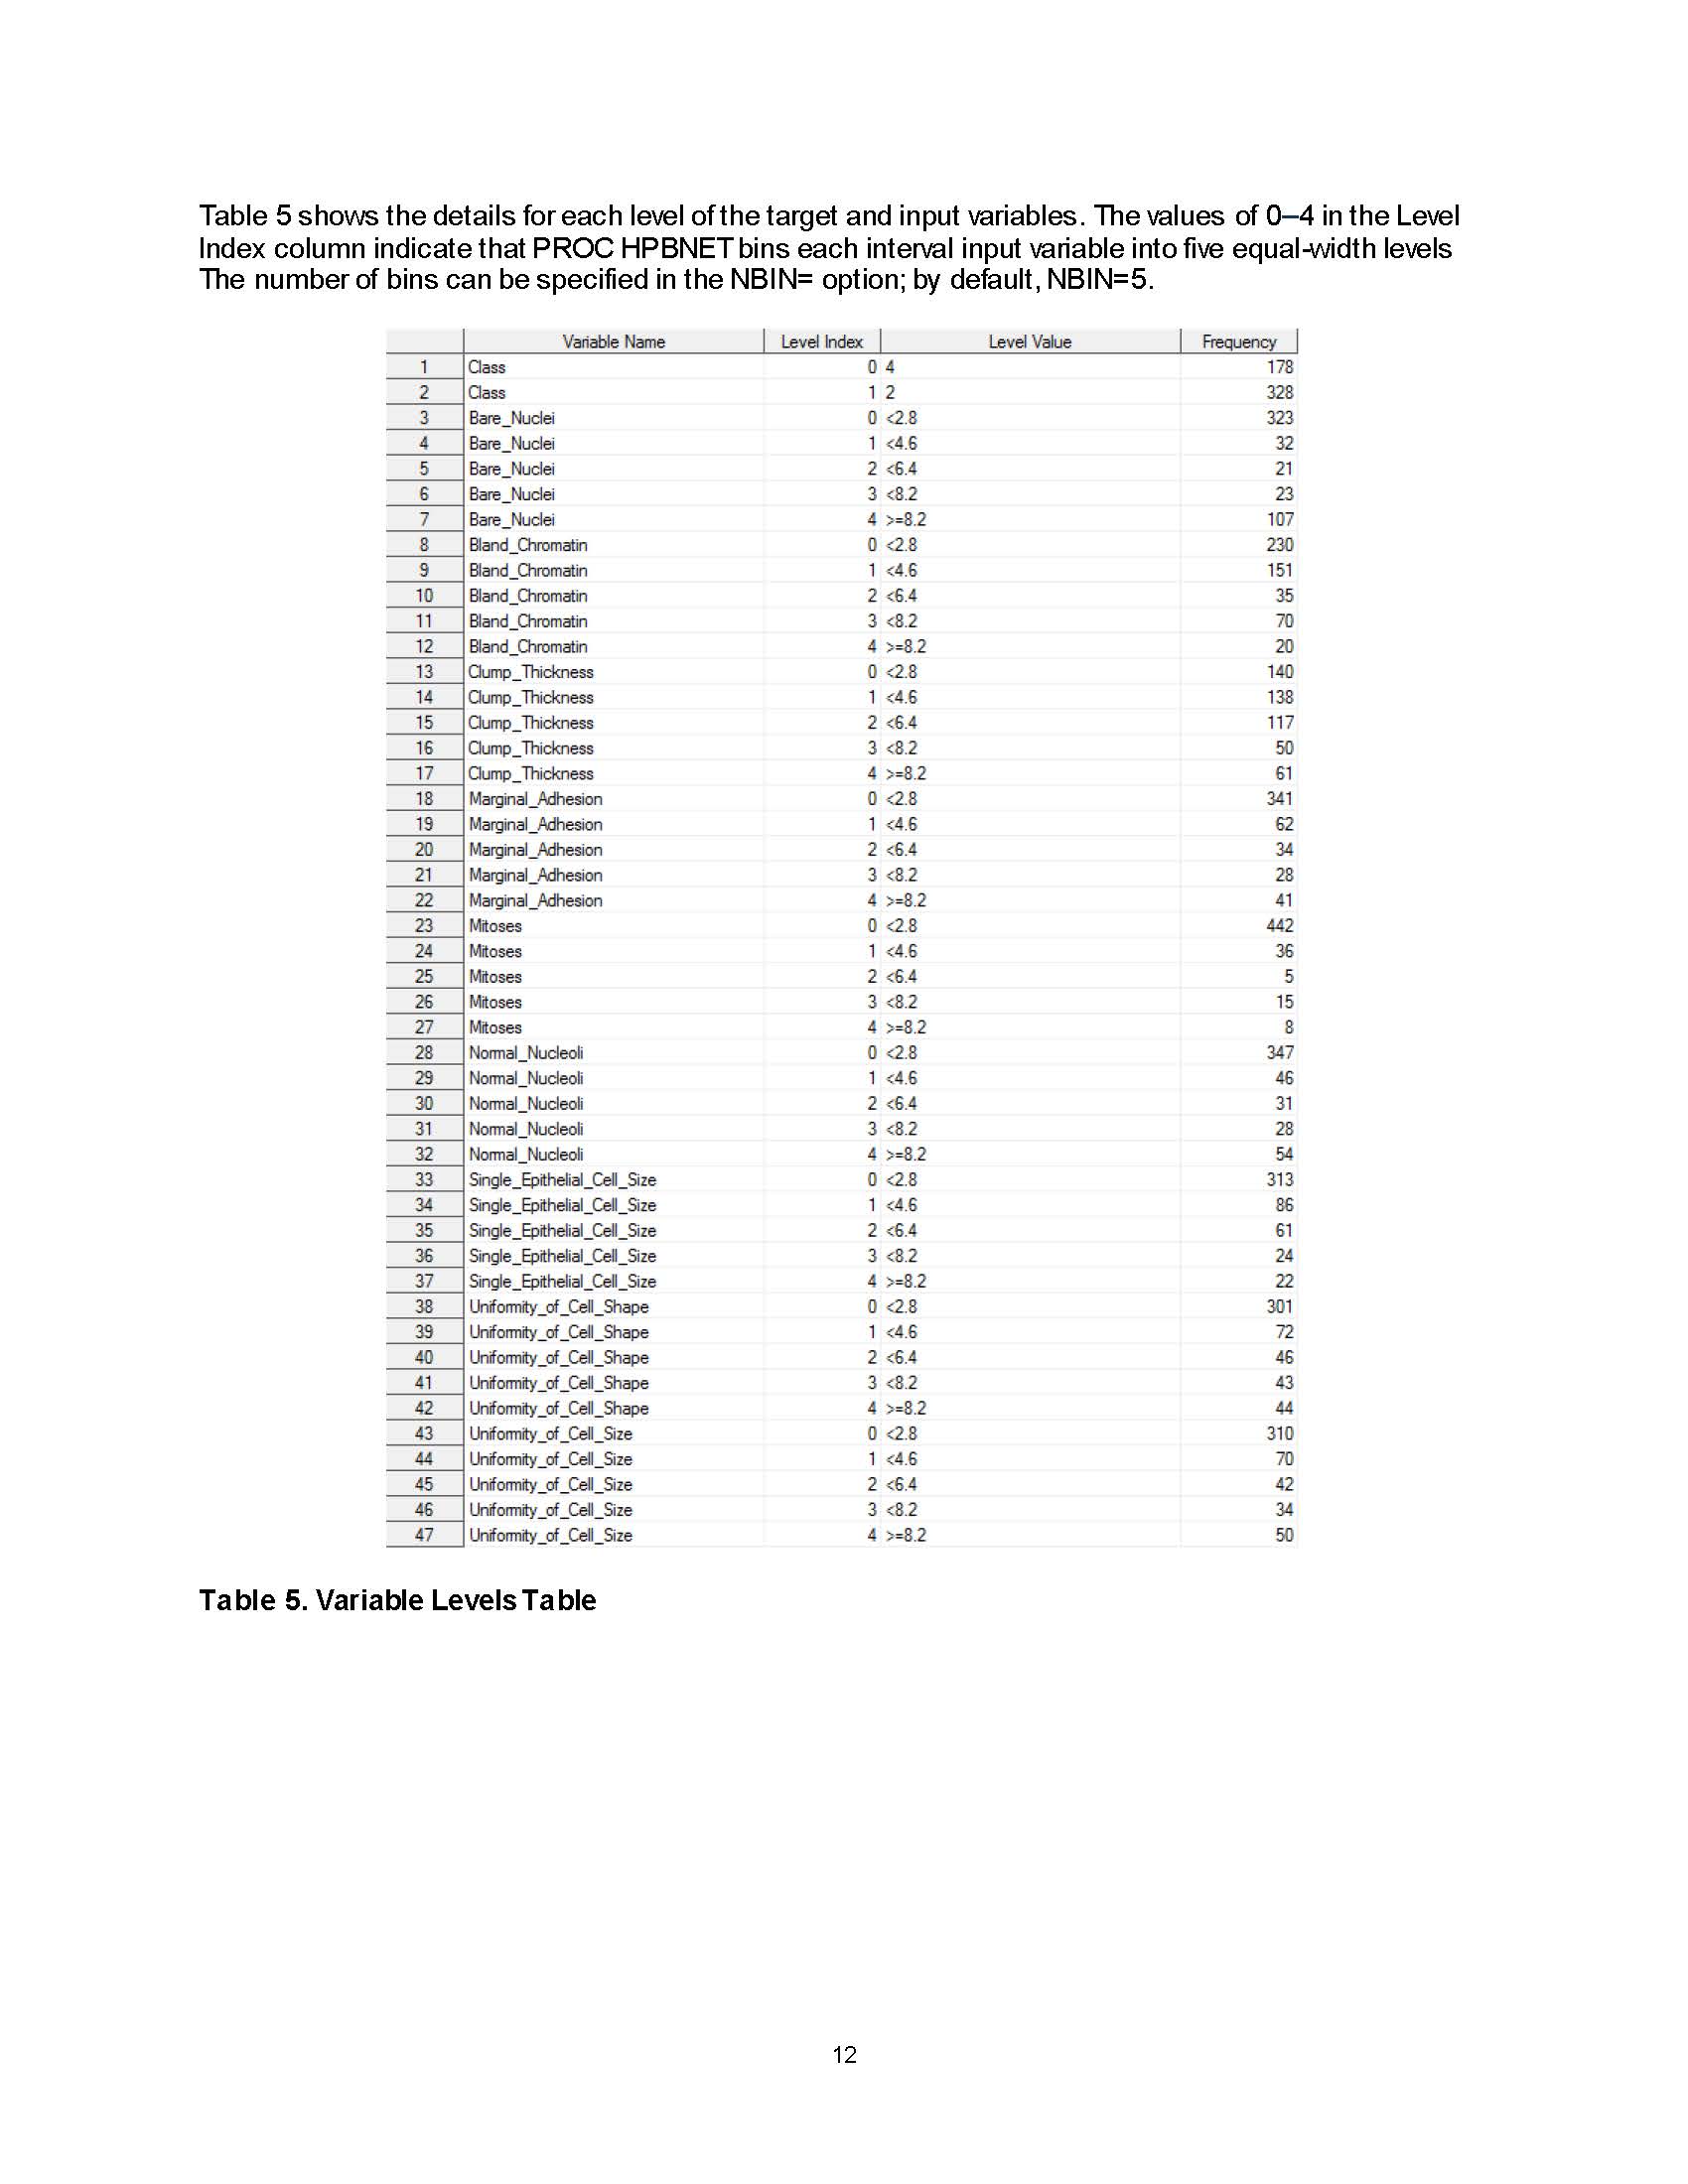 Table 5 shows the details for each level of the target and input variables. The values of 0–4 in the Level
Index column indicate that PROC HPBNET bins each interval input variable into five equal-width levels
The number of bins can be specified in the NBIN= option; by default, NBIN=5.
Variable Name Level Index Level Value Frequency
1 Class 0 4 178
2 Class 1 2 328
3 Bare_Nuclei 0 <2.8 323
4 Bare_Nuclei 1 <4.6 32
5 Bare_Nuclei 2 <6.4 21
6 Bare_Nuclei 3 <8.2 23
7 Bare_Nuclei 4 >=8.2 107
8 Bland_Chromatin 0 <2.8 230
9 Bland_Chromatin 1 <4.6 151
10 Bland_Chromatin 2 <6.4 35
11 Bland_Chromatin 3 <8.2 70
12 Bland_Chromatin 4 >=8.2 20
13 Clump_Thickness 0 <2.8 140
14 Clump_Thickness 1 <4.6 138
15 Clump_Thickness 2 <6.4 117
16 Clump_Thickness 3 <8.2 50
17 Clump_Thickness 4 >=8.2 61
18 Marginal_Adhesion 0 <2.8 341
19 Marginal_Adhesion 1 <4.6 62
20 Marginal_Adhesion 2 <6.4 34
21 Marginal_Adhesion 3 <8.2 28
22 Marginal_Adhesion 4 >=8.2 41
23 Mitoses 0 <2.8 442
24 Mitoses 1 <4.6 36
25 Mitoses 2 <6.4 5
26 Mitoses 3 <8.2 15
27 Mitoses 4 >=8.2 8
28 Normal_Nucleoli 0 <2.8 347
29 Normal_Nucleoli 1 <4.6 46
30 Normal_Nucleoli 2 <6.4 31
31 Normal_Nucleoli 3 <8.2 28
32 Normal_Nucleoli 4 >=8.2 54
33 Single_Epithelial_Cell_Size 0 <2.8 313
34 Single_Epithelial_Cell_Size 1 <4.6 86
35 Single_Epithelial_Cell_Size 2 <6.4 61
36 Single_Epithelial_Cell_Size 3 <8.2 24
37 Single_Epithelial_Cell_Size 4 >=8.2 22
38 Uniformity_of_Cell_Shape 0 <2.8 301
39 Uniformity_of_Cell_Shape 1 <4.6 72
40 Uniformity_of_Cell_Shape 2 <6.4 46
41 Uniformity_of_Cell_Shape 3 <8.2 43
42 Uniformity_of_Cell_Shape 4 >=8.2 44
43 Uniformity_of_Cell_Size 0 <2.8 310
44 Uniformity_of_Cell_Size 1 <4.6 70
45 Uniformity_of_Cell_Size 2 <6.4 42
46 Uniformity_of_Cell_Size 3 <8.2 34
47 Uniformity_of_Cell_Size 4 >=8.2 50
Table 5. Variable Levels Table
12